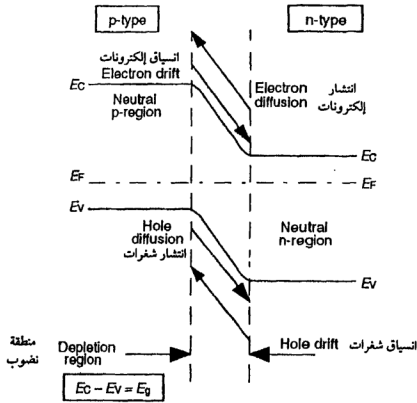 p-type
n-type
انسياق إلكترونات
Electron drift
Electron
diffusion
انتشار
إلكترونات
Ec
Neutral
p-region
Ec
EF
EF
Ev
Hole
diffusion
انتشار شغرات
Neutral
n-region
Ev
منطقة
نضوب
Depletion
region
Hole drift
انسياق شغرات
Ec – Ev = Eg